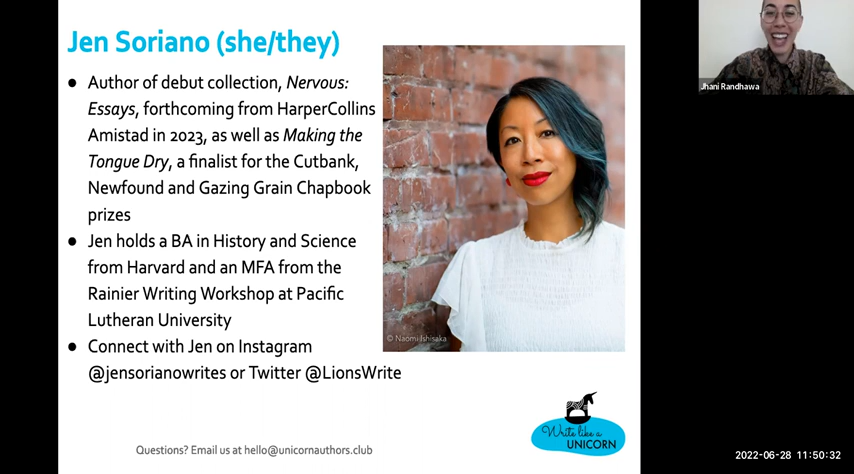 Jen Soriano (she/they)
● Author of debut collection, Nervous:
Essays, forthcoming from HarperCollins
Amistad in 2023, as well as Making the
Tongue Dry, a finalist for the Cutbank,
Newfound and Gazing Grain Chapbook
prizes
● Jen holds a BA in History and Science
from Harvard and an MFA from the
Rainier Writing Workshop at Pacific
Lutheran University
● Connect with Jen on Instagram
@jensorianowrites or Twitter @LionsWrite
© Naomi Ishisaka
Jhani Randhawa
Write like a
UNICORN
Questions? Email us at hello@unicornauthors.club
2022-06-28 11:50:32